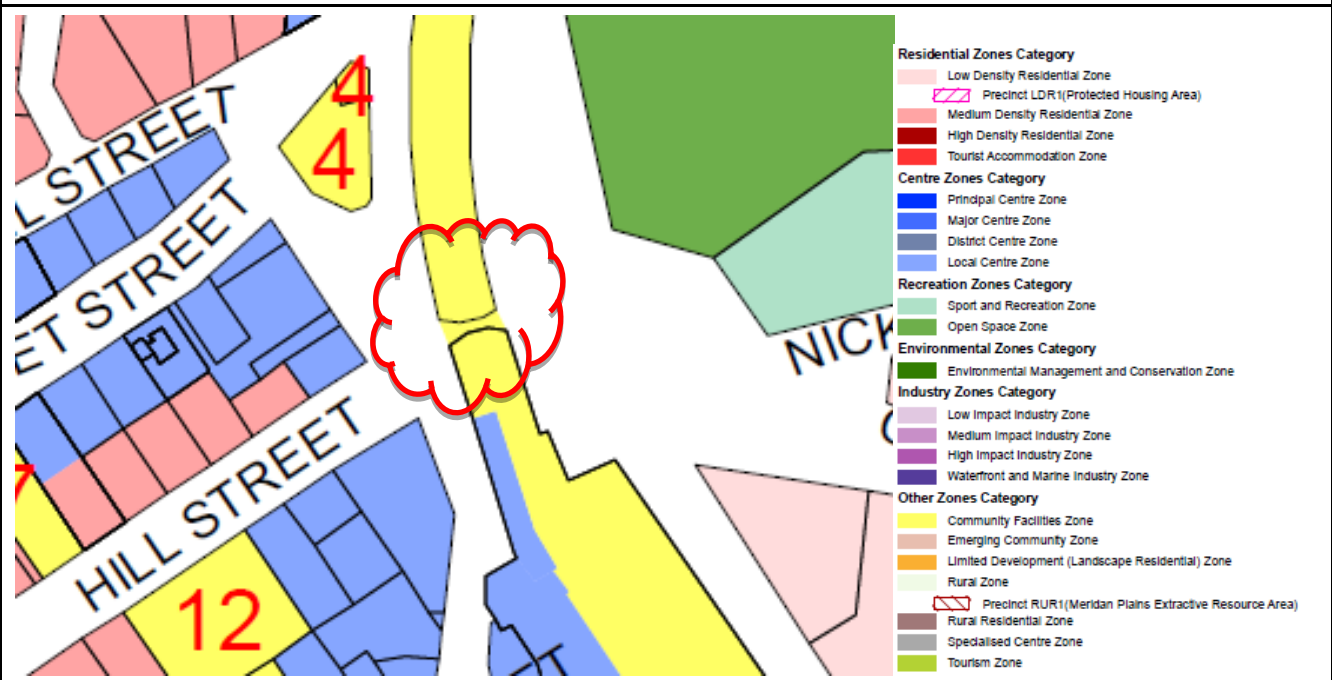 4
4
L STREET
ET STREET
NICK
HILL STREET
12
7
Residential Zones Category
Low Density Residential Zone
Precinct LDR1(Protected Housing Area)
Medium Density Residential Zone
High Density Residential Zone
Tourist Accommodation Zone
Centre Zones Category
Principal Centre Zone
Major Centre Zone
District Centre Zone
Local Centre Zone
Recreation Zones Category
Sport and Recreation Zone
Open Space Zone
Environmental Zones Category
Environmental Management and Conservation Zone
Industry Zones Category
Low Impact Industry Zone
Medium Impact Industry Zone
High Impact Industry Zone
Waterfront and Marine Industry Zone
Other Zones Category
Community Facilities Zone
Emerging Community Zone
Limited Development (Landscape Residential) Zone
Rural Zone
Precinct RUR1(Meridan Plains Extractive Resource Area)
Rural Residential Zone
Specialised Centre Zone
Tourism Zone